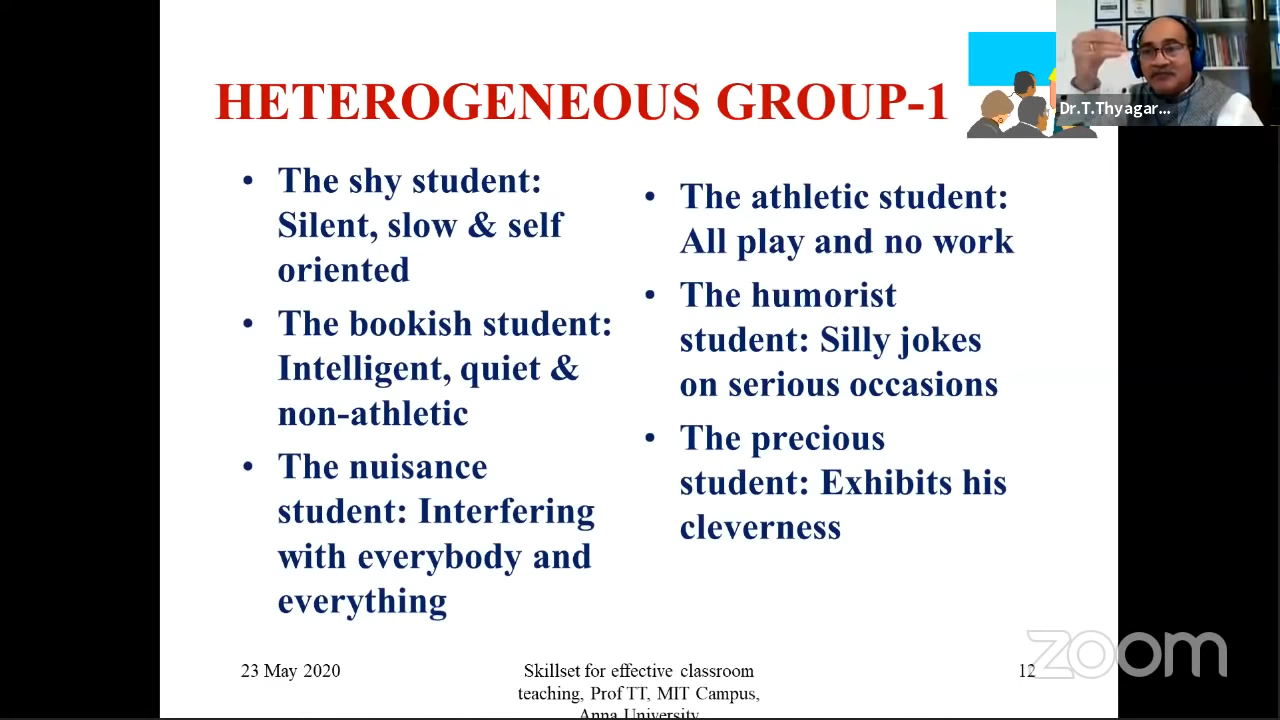 HETEROGENEOUS GROUP-1
Dr.T.Thyagar...
• The shy student:
Silent, slow & self
oriented
• The bookish student:
Intelligent, quiet &
non-athletic
• The nuisance
student: Interfering
with everybody and
everything
• The athletic student:
All play and no work
• The humorist
student: Silly jokes
on serious occasions
• The precious
student: Exhibits his
cleverness
23 May 2020
Skillset for effective classroom
teaching, Prof TT, MIT Campus,
Anna University
12
zoom